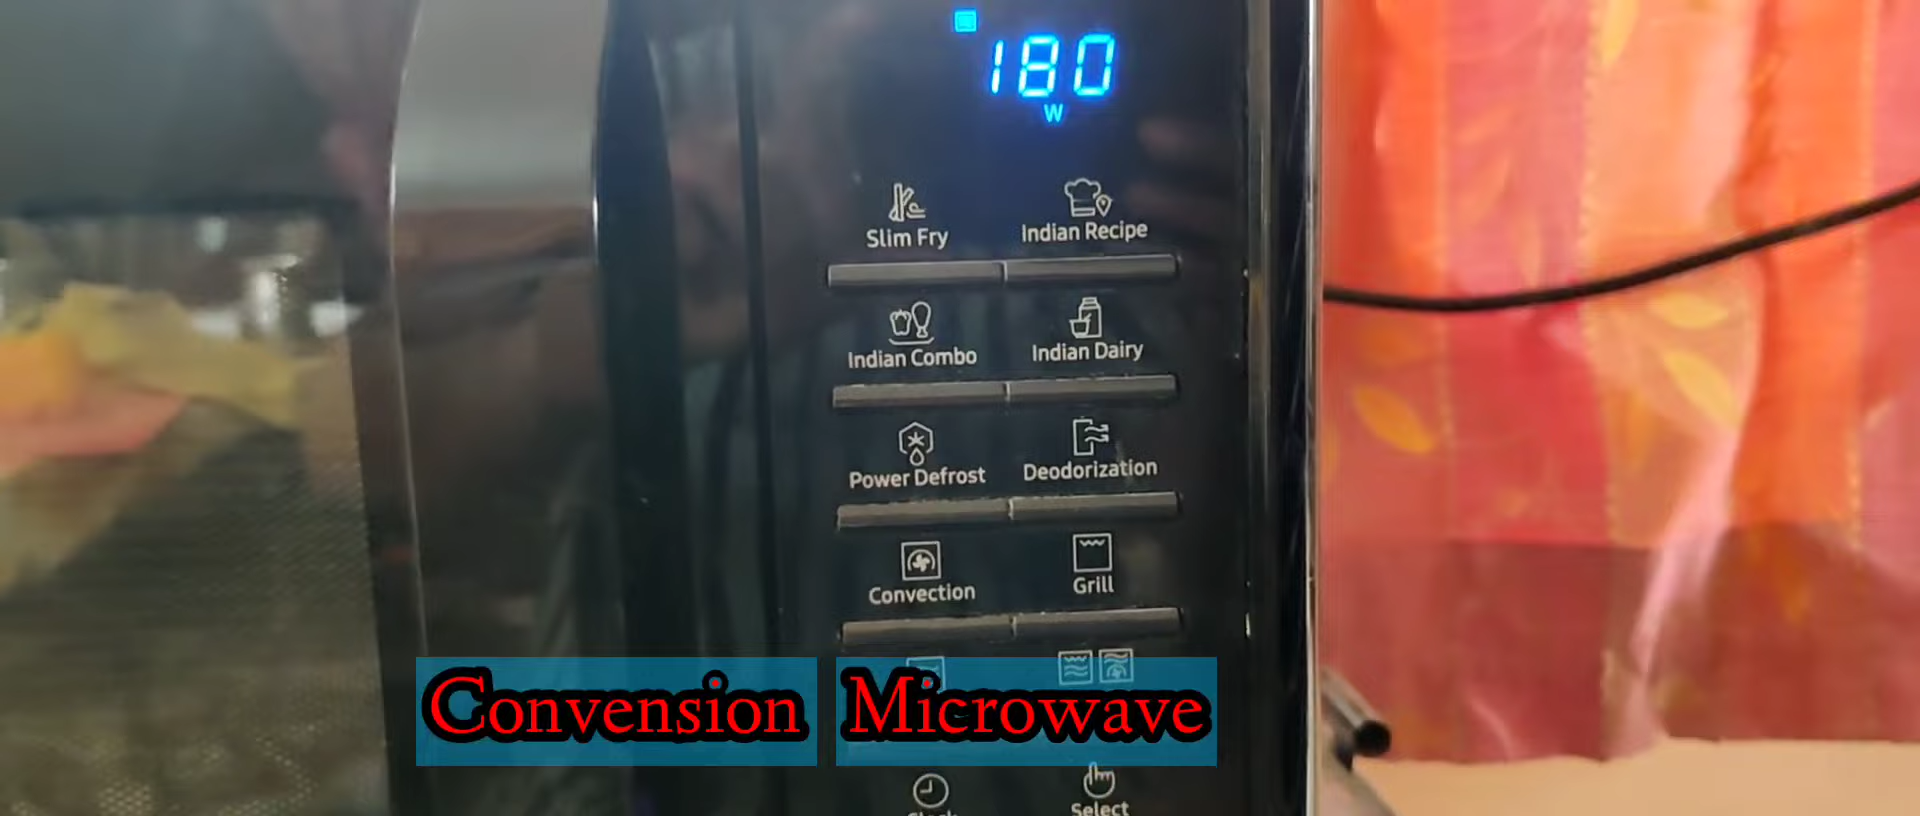 180
W
Slim Fry Indian Recipe
Indian Combo Indian Dairy
Power Defrost Deodorization
Convection Grill
Convension Microwave
Select